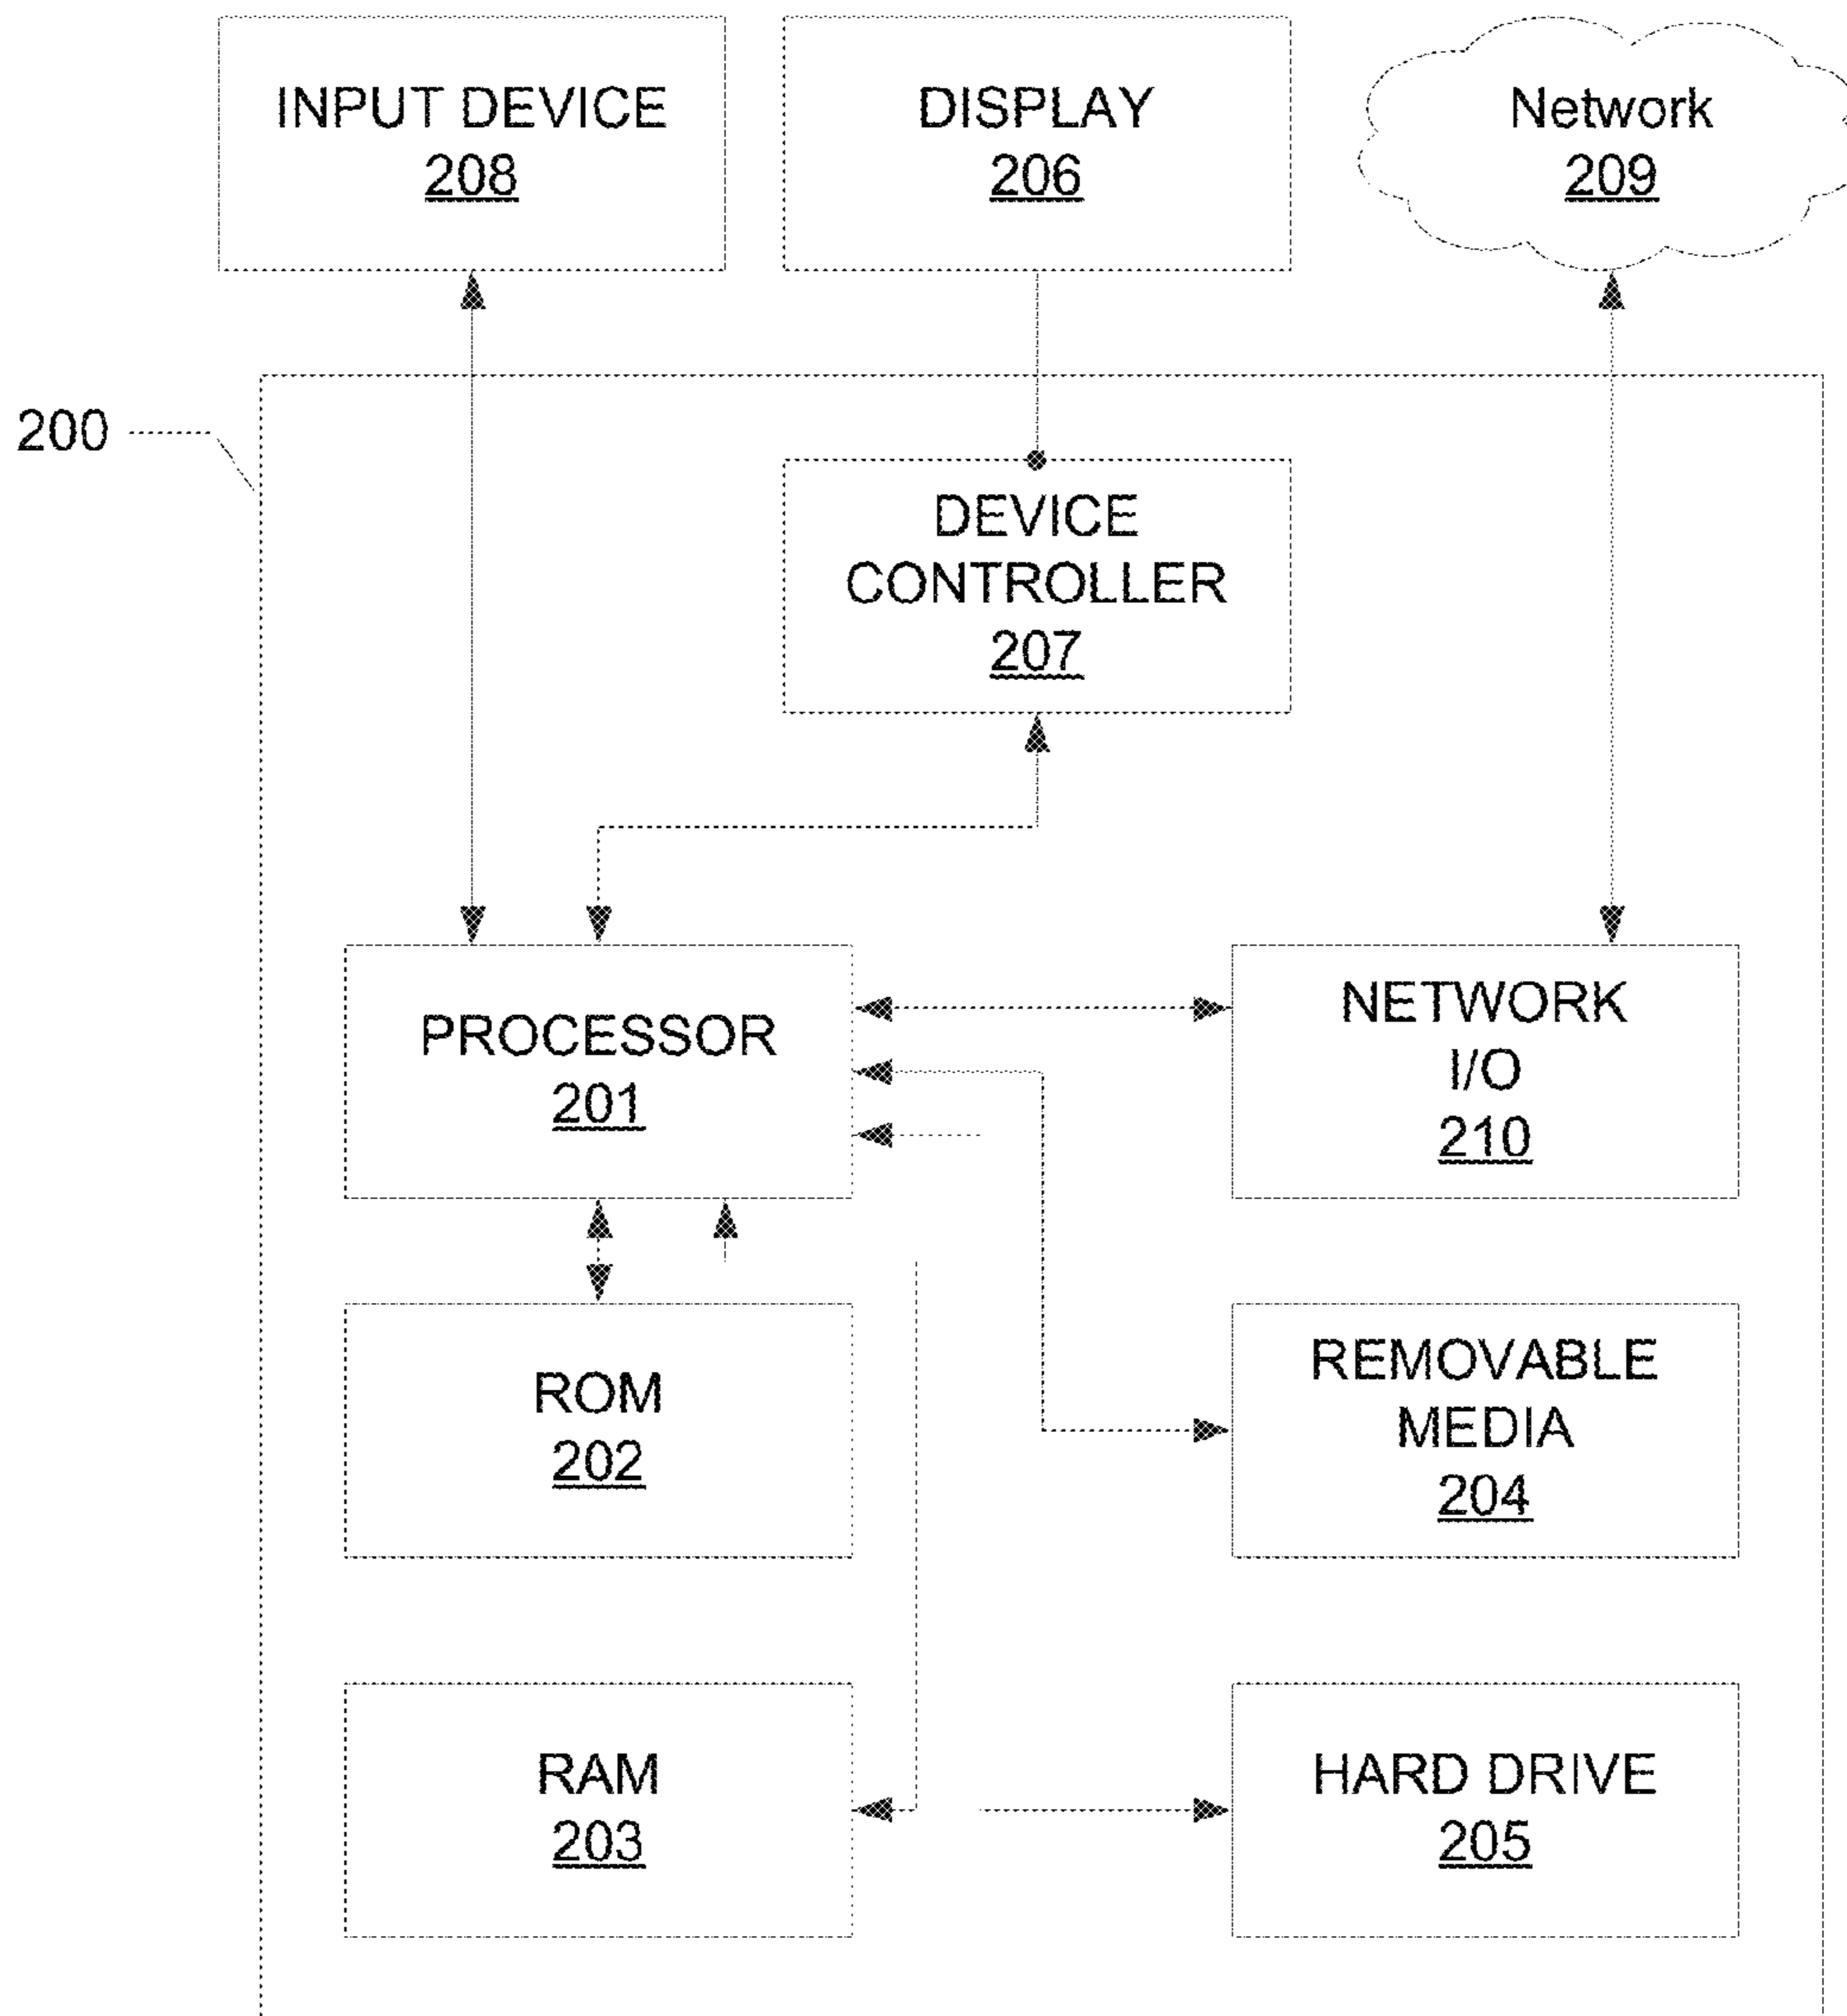 INPUT DEVICE
208
DISPLAY
206
Network
209
200
DEVICE
CONTROLLER
207
PROCESSOR
201
NETWORK
I/O
210
ROM
202
REMOVABLE
MEDIA
204
RAM
203
HARD DRIVE
205